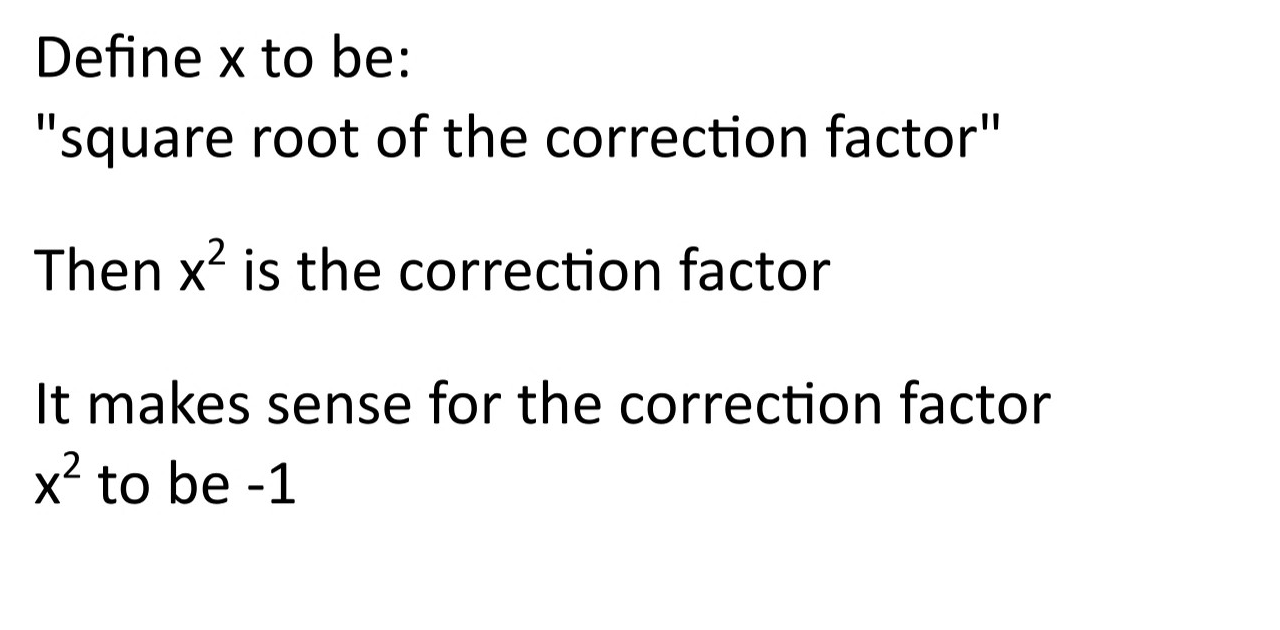 Define x to be:
"square root of the correction factor"
Then x² is the correction factor
It makes sense for the correction factor
x² to be -1